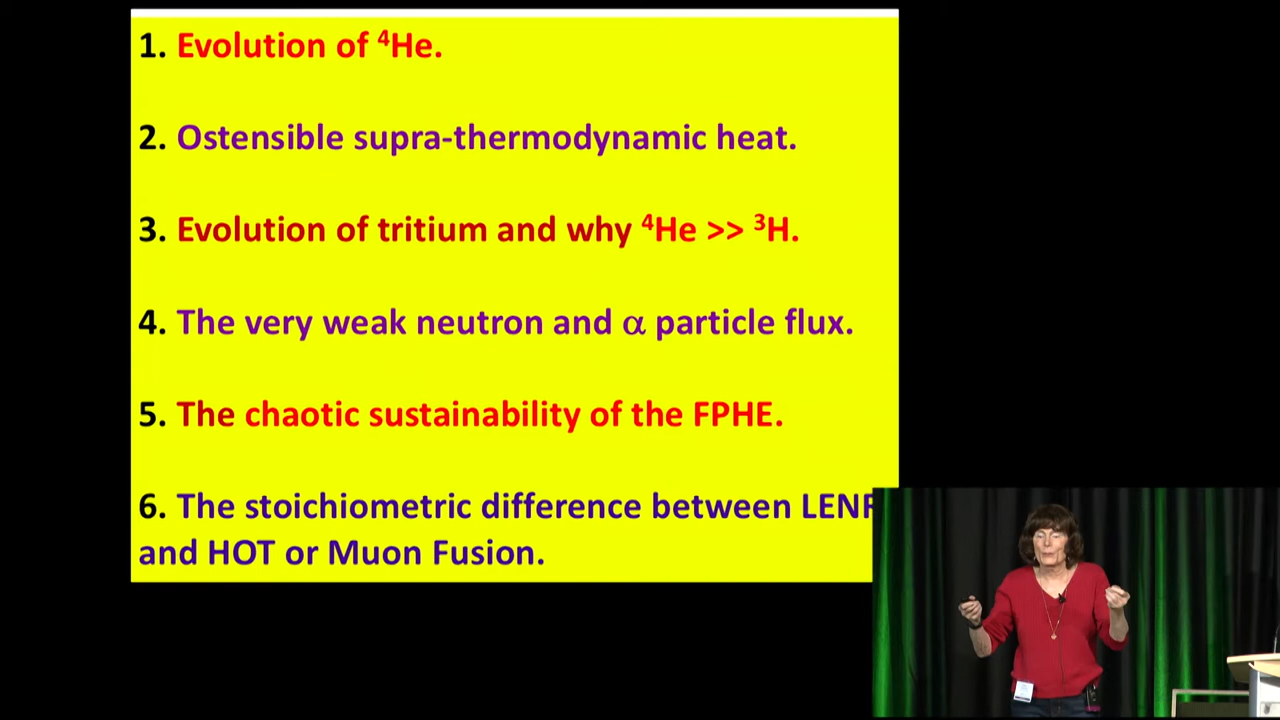 1. Evolution of ⁴He.
2. Ostensible supra-thermodynamic heat.
3. Evolution of tritium and why ⁴He >> ³H.
4. The very weak neutron and α particle flux.
5. The chaotic sustainability of the FPHE.
6. The stoichiometric difference between LENR
and HOT or Muon Fusion.